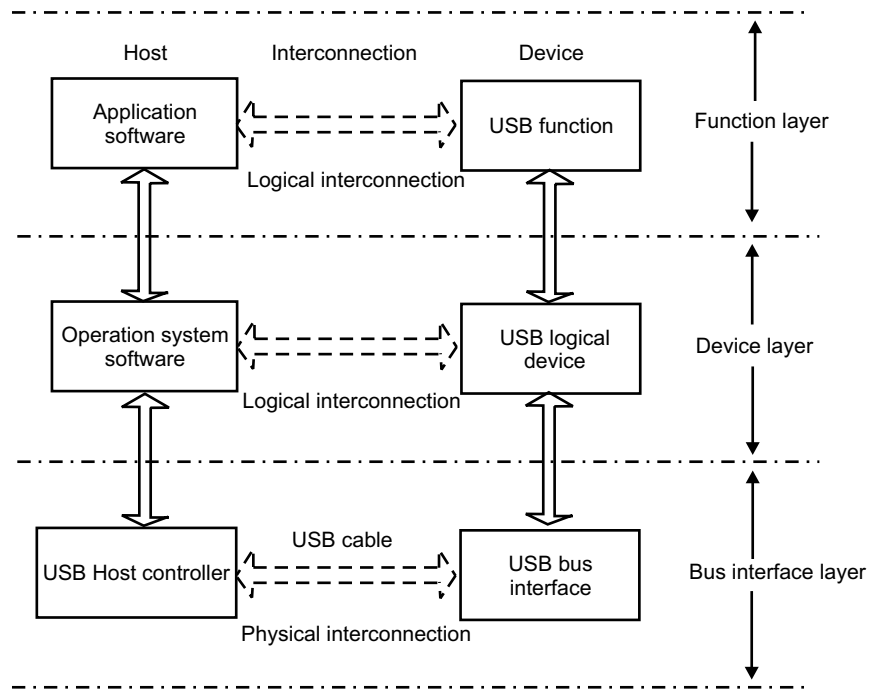 Host
Interconnection
Device
Application
software
USB function
Function layer
Logical interconnection
Operation system
software
USB logical
device
Device layer
Logical interconnection
USB cable
USB Host controller
USB bus
interface
Bus interface layer
Physical interconnection